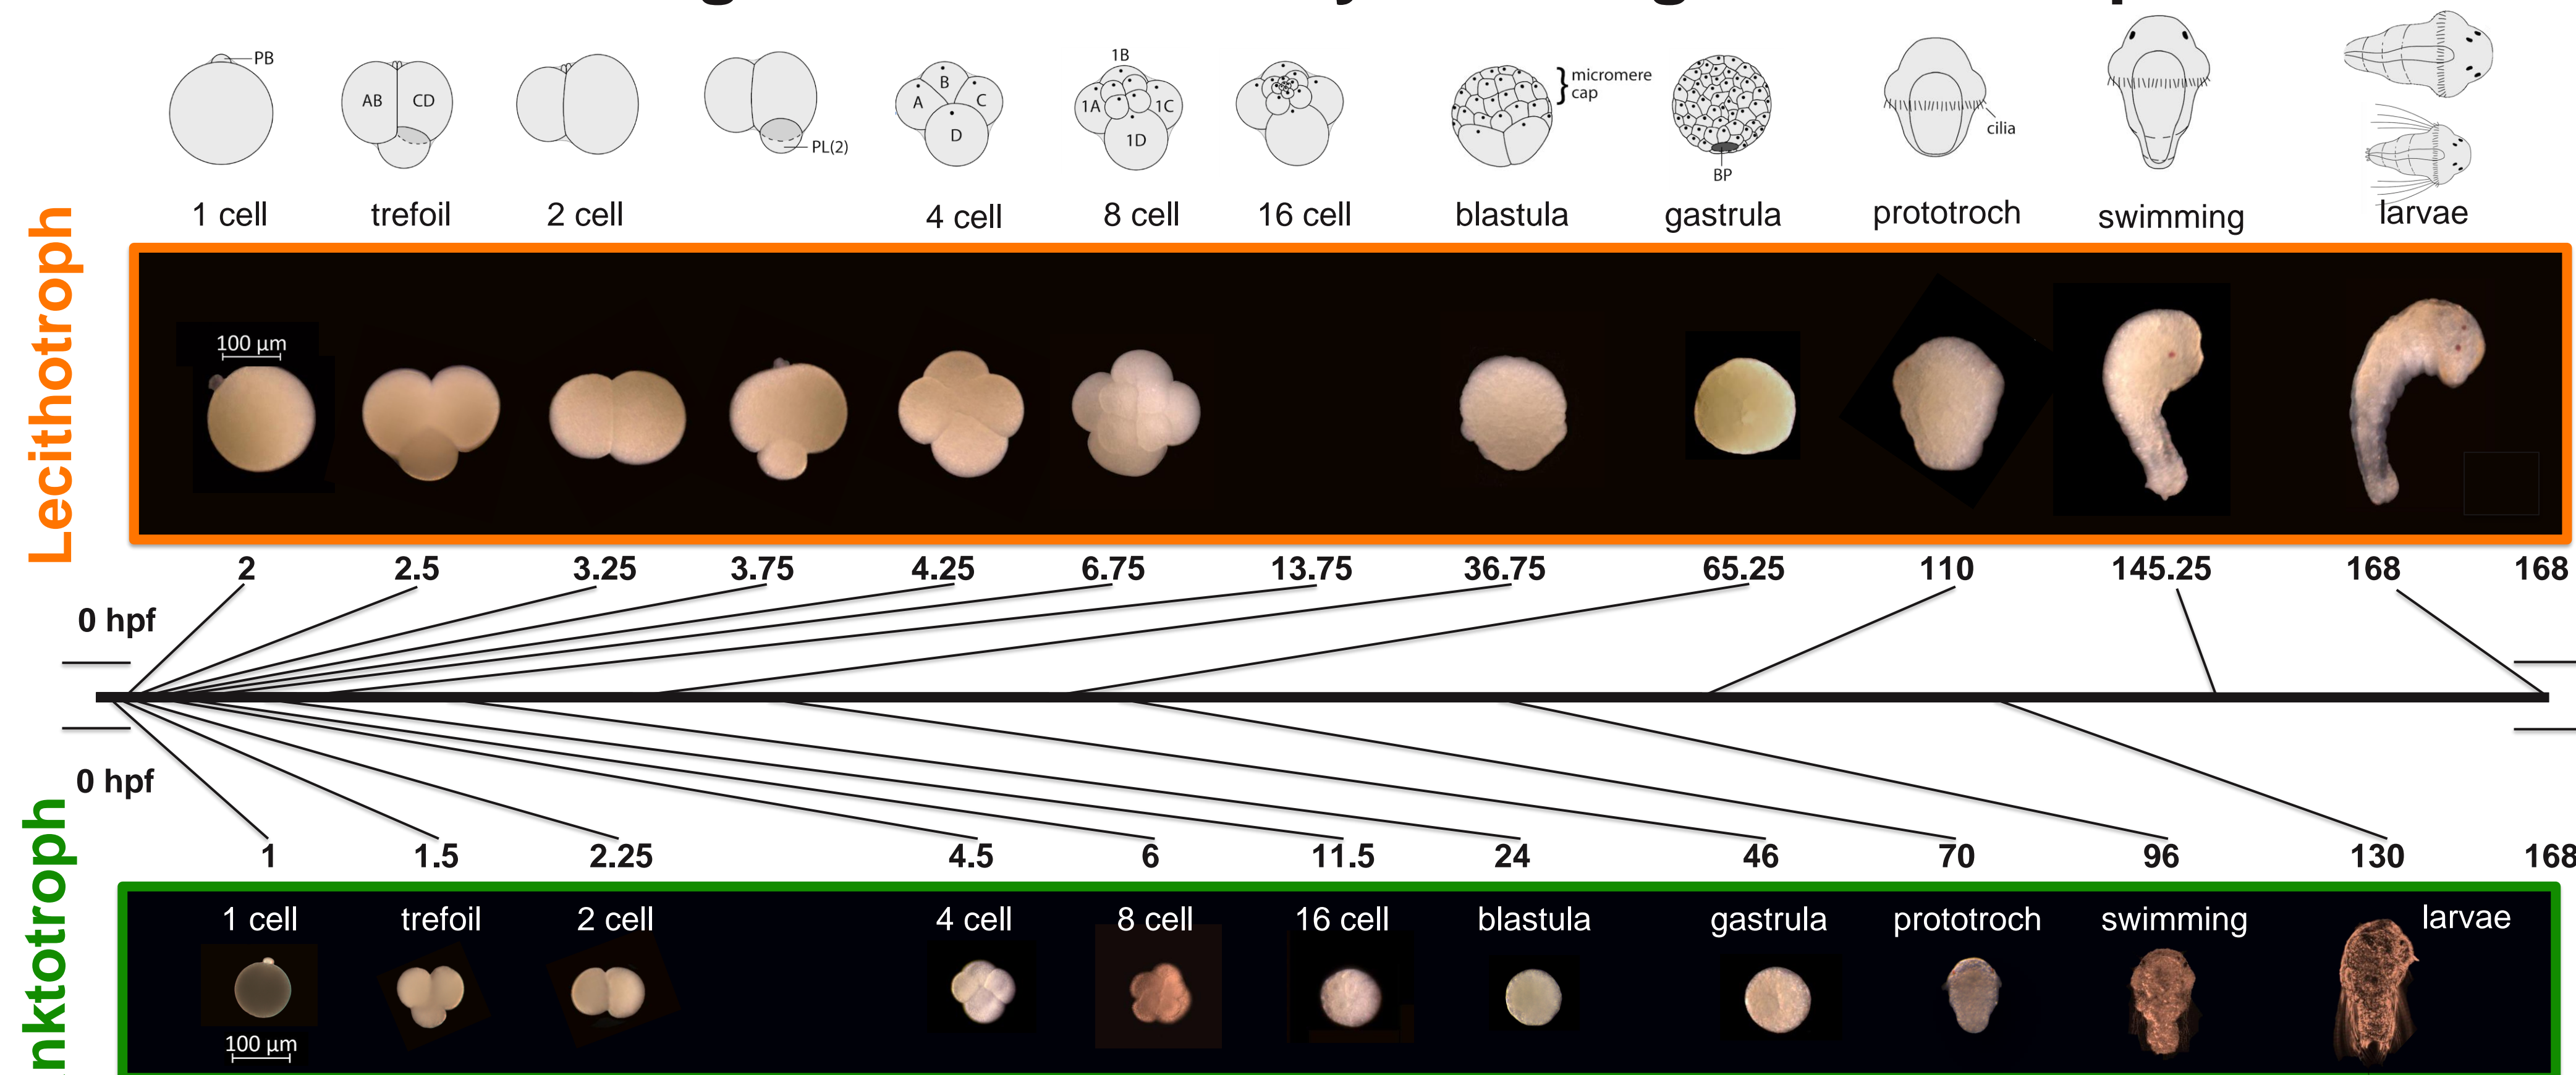 PB
AB CD
PL(2)
A B C D
1B
1A 1C
1D
micromere
cap
BP
cilia
1 cell trefoil 2 cell 4 cell 8 cell 16 cell blastula gastrula prototroch swimming larvae
Lecithotroph
100 µm
2 2.5 3.25 3.75 4.25 6.75 13.75 36.75 65.25 110 145.25 168 168
0 hpf
0 hpf
1 1.5 2.25 4.5 6 11.5 24 46 70 96 130 168
nktotroph
1 cell trefoil 2 cell 4 cell 8 cell 16 cell blastula gastrula prototroch swimming larvae
100 µm